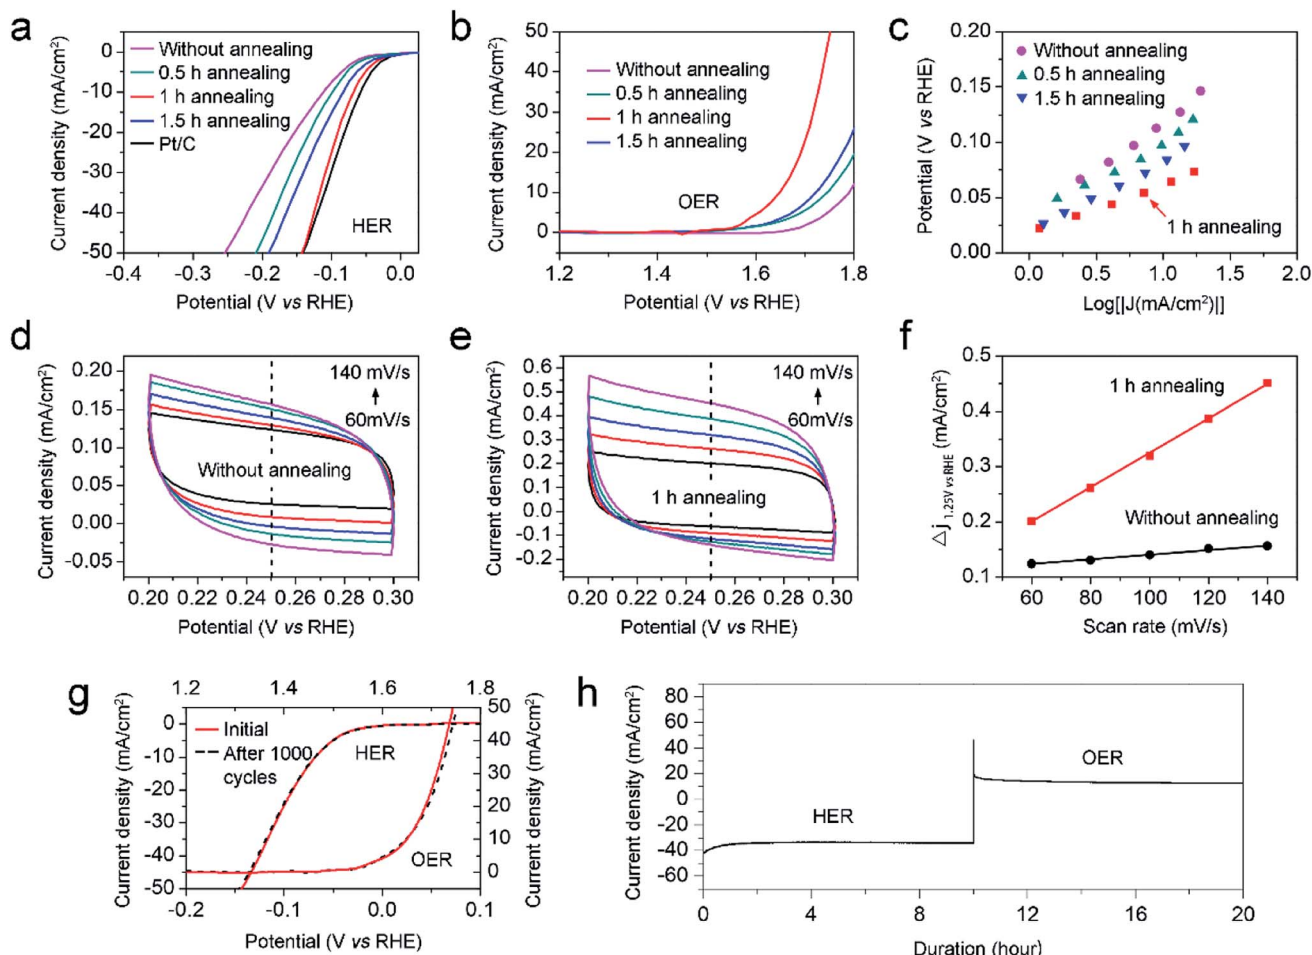 a
Current density (mA/cm²)
0
-10
-20
-30
-40
-50
Without annealing
0.5 h annealing
1 h annealing
1.5 h annealing
Pt/C
HER
-0.4
-0.3
-0.2
-0.1
0.0
Potential (V vs RHE)
b
Current density (mA/cm²)
50
40
30
20
10
0
Without annealing
0.5 h annealing
1 h annealing
1.5 h annealing
OER
1.2
1.4
1.6
1.8
Potential (V vs RHE)
c
Potential (V vs RHE)
0.20
0.15
0.10
0.05
0.00
Without annealing
0.5 h annealing
1.5 h annealing
1 h annealing
0.0
0.5
1.0
1.5
2.0
Log[|J(mA/cm²)|]
d
Current density (mA/cm²)
0.20
0.15
0.10
0.05
0.00
-0.05
140 mV/s
60mV/s
Without annealing
0.20
0.22
0.24
0.26
0.28
0.30
Potential (V vs RHE)
e
Current density (mA/cm²)
0.6
0.5
0.4
0.3
0.2
0.1
0.0
-0.1
-0.2
140 mV/s
60mV/s
1 h annealing
0.20
0.22
0.24
0.26
0.28
0.30
Potential (V vs RHE)
f
△j1.25V vsRHE (mA/cm²)
0.5
0.4
0.3
0.2
0.1
1 h annealing
Without annealing
60
80
100
120
140
Scan rate (mV/s)
g
1.2
1.4
1.6
1.8
Current density (mA/cm²)
0
-10
-20
-30
-40
-50
Initial
After 1000
cycles
HER
OER
50
40
30
20
10
0
Current density (mA/cm²)
-0.2
-0.1
0.0
0.1
Potential (V vs RHE)
h
Current density (mA/cm²)
80
60
40
20
0
-20
-40
-60
HER
OER
0
4
8
12
16
20
Duration (hour)